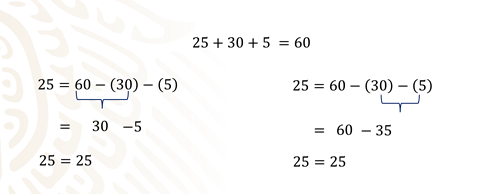 25 + 30 + 5 = 60
25 = 60 − (30) − (5)
= 30 −5
25 = 25
25 = 60 − (30) − (5)
= 60 − 35
25 = 25